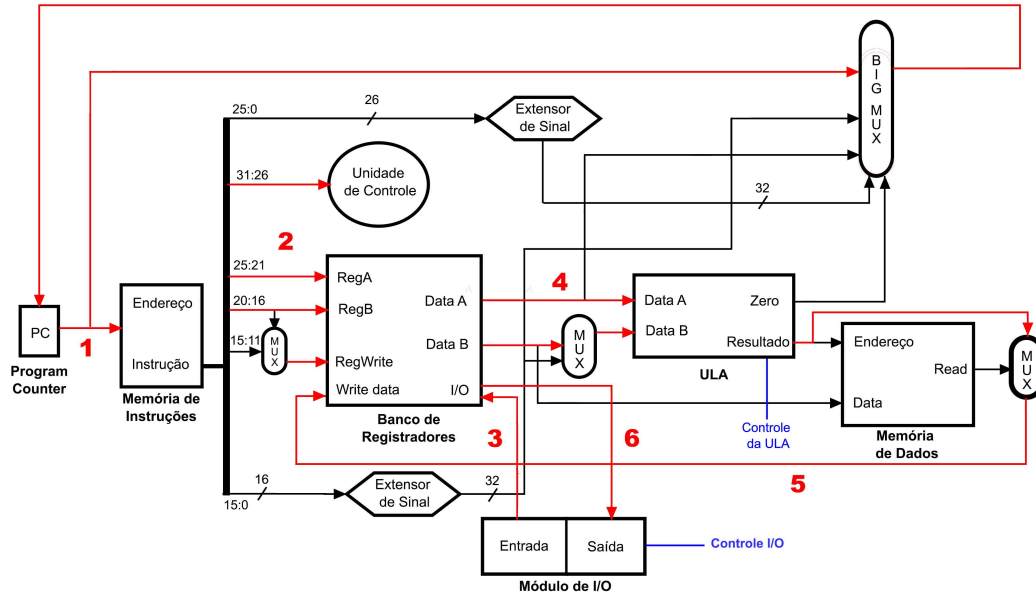 25:0
26
Extensor
de Sinal
B
I
G
M
U
X
31:26
Unidade
de Controle
32
2
25:21
RegA
20:16
RegB
Data A
4
Data A
Zero
PC
1
Endereço
15:11
M
U
X
Data B
M
U
X
Data B
Resultado
Endereço
M
U
X
Instrução
RegWrite
Read
Program
Counter
Write data
I/O
ULA
Data
Memória de
Instruções
Banco de
Registradores
3
6
Controle
da ULA
Memória
de Dados
5
16
15:0
Extensor
de Sinal
32
Entrada
Saída
Controle I/O
Módulo de I/O